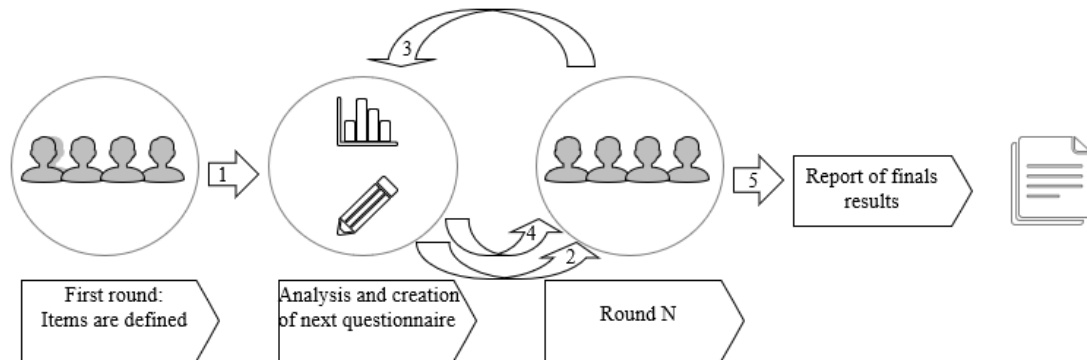 3
1
4
2
5
Report of finals
results
First round:
Items are defined
Analysis and creation
of next questionnaire
Round N